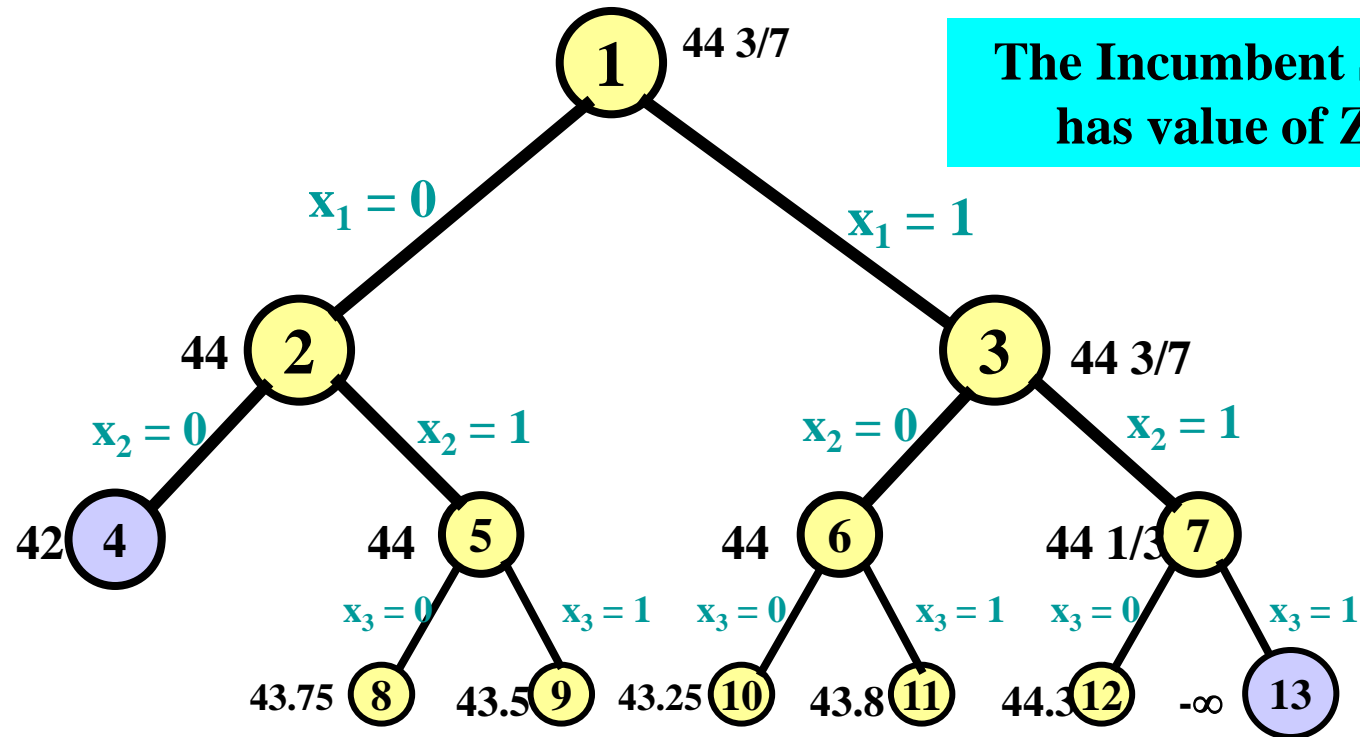 1
44 3/7
The Incumbent
has value of Z
x₁ = 0
x₁ = 1
44
2
3
44 3/7
x₂ = 0
x₂ = 1
x₂ = 0
x₂ = 1
42
4
44
5
44
6
44 1/3
7
x₃ = 0
x₃ = 1
x₃ = 0
x₃ = 1
x₃ = 0
x₃ = 1
43.75
8
43.5
9
43.25
10
43.8
11
44.3
12
-∞
13